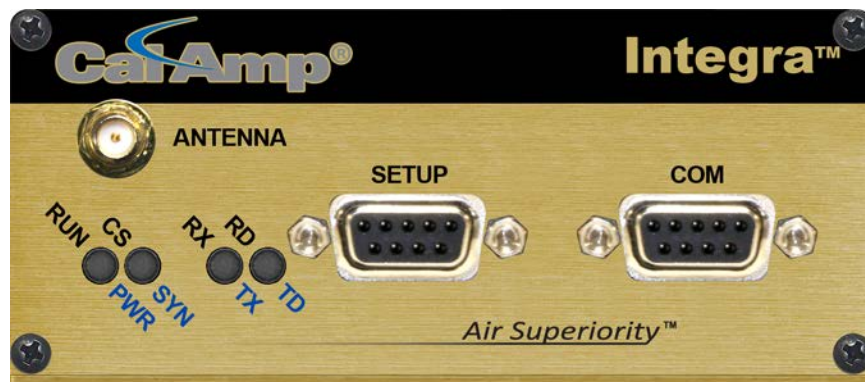 CalAmp®
Integra™
ANTENNA
SETUP
COM
RUN
CS
RX
RD
PWR
SYN
TX
TD
Air Superiority™